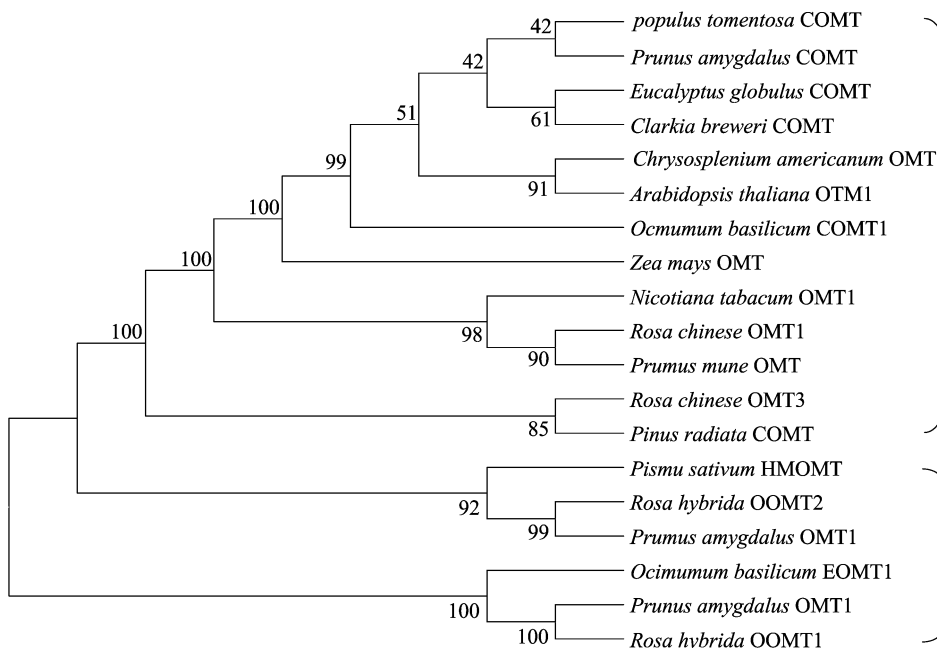 42
populus tomentosa COMT
42
Prunus amygdalus COMT
Eucalyptus globulus COMT
51
61
Clarkia breweri COMT
99
Chrysosplenium americanum OMT
91
Arabidopsis thaliana OTM1
100
Ocmumum basilicum COMT1
100
Zea mays OMT
Nicotiana tabacum OMT1
100
98
Rosa chinese OMT1
90
Prumus mune OMT
Rosa chinese OMT3
85
Pinus radiata COMT
Pismu sativum HMOMT
92
Rosa hybrida OOMT2
99
Prumus amygdalus OMT1
Ocimumum basilicum EOMT1
100
Prunus amygdalus OMT1
100
Rosa hybrida OOMT1